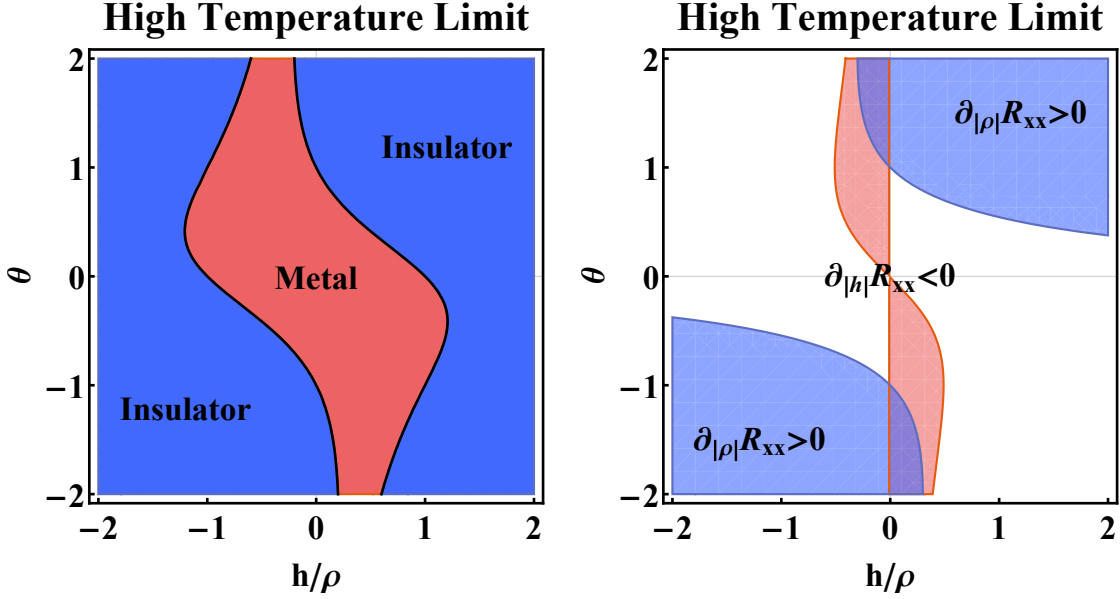 High Temperature Limit
2
1
0
−1
−2
θ
Insulator
Metal
Insulator
−2 −1 0 1 2
h/ρ
High Temperature Limit
2
1
0
−1
−2
θ
∂|ρ|Rxx>0
∂|h|Rxx<0
∂|ρ|Rxx>0
−2 −1 0 1 2
h/ρ